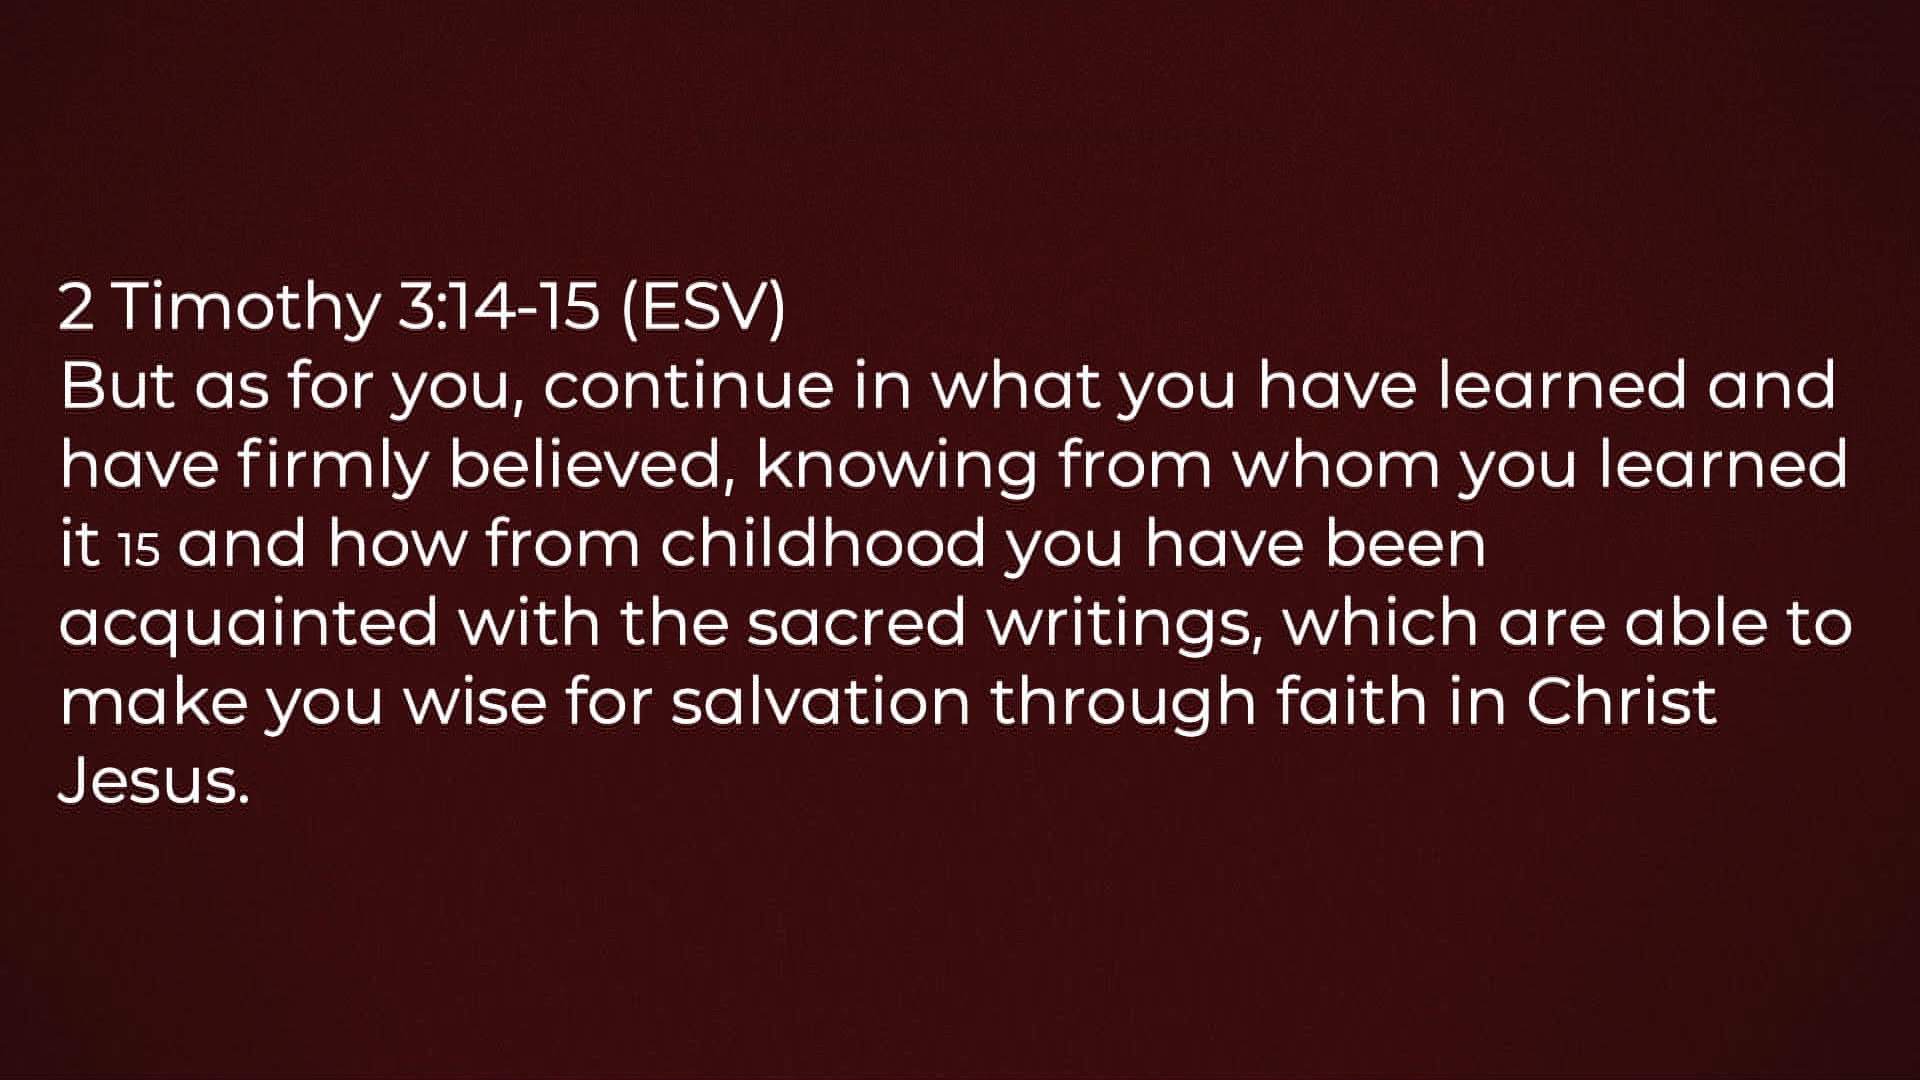 2 Timothy 3:14-15 (ESV)
But as for you, continue in what you have learned and
have firmly believed, knowing from whom you learned
it 15 and how from childhood you have been
acquainted with the sacred writings, which are able to
make you wise for salvation through faith in Christ
Jesus.